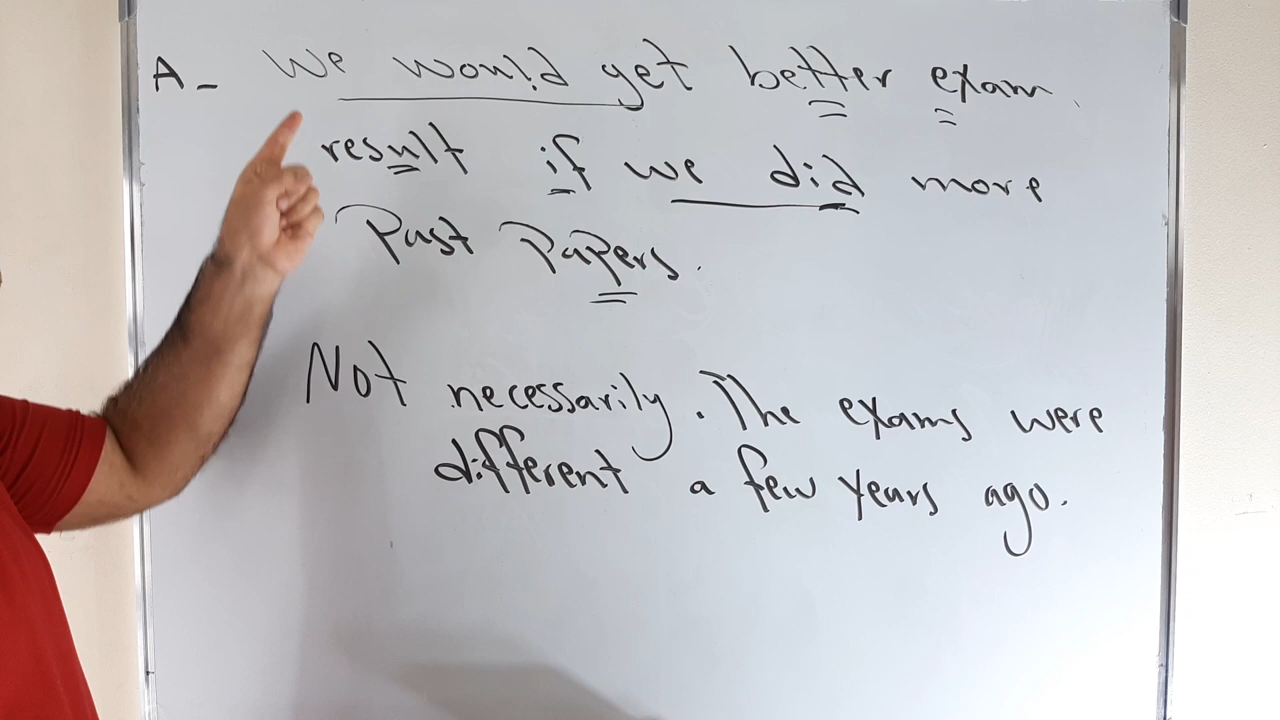 A- We would get better exam
result if we did more
Past Papers.
Not necessarily. The exams were
different a few years ago.